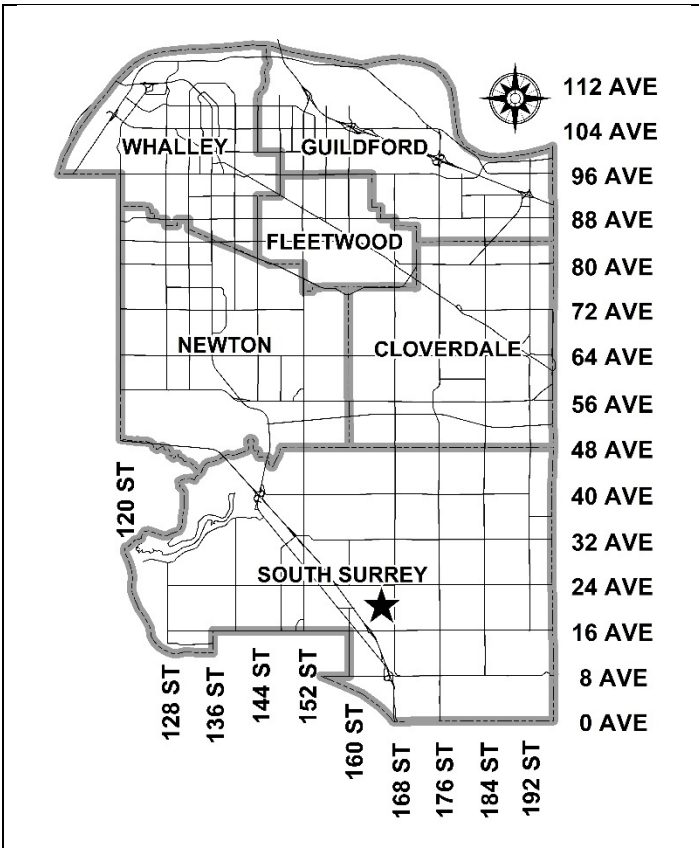 112 AVE
104 AVE
WHALLEY
GUILDFORD
96 AVE
88 AVE
FLEETWOOD
80 AVE
72 AVE
NEWTON
CLOVERDALE
64 AVE
56 AVE
48 AVE
120 ST
40 AVE
32 AVE
SOUTH SURREY
24 AVE
16 AVE
128 ST
136 ST
144 ST
152 ST
8 AVE
160 ST
0 AVE
168 ST
176 ST
184 ST
192 ST